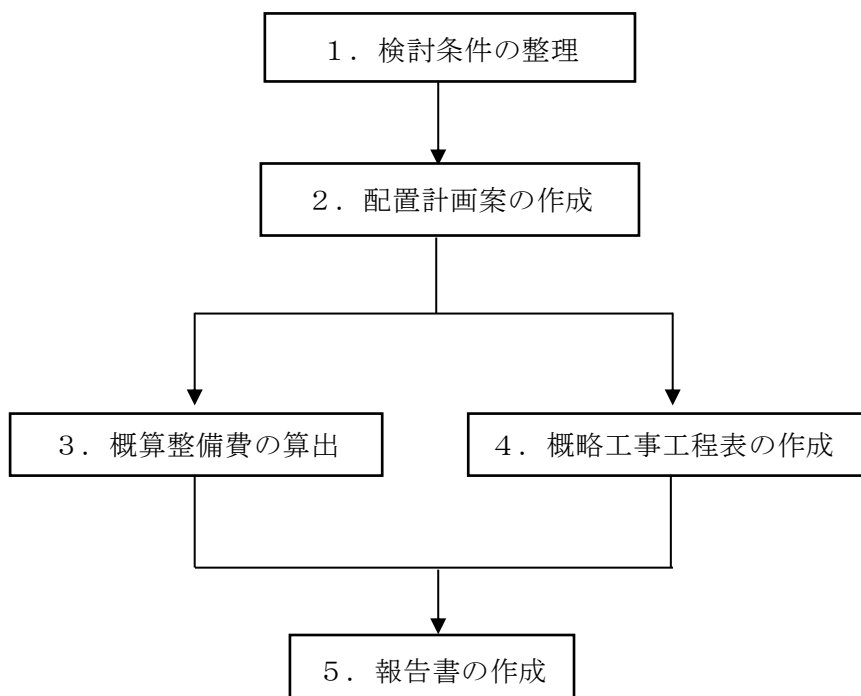 １．検討条件の整理
２．配置計画案の作成
３．概算整備費の算出
４．概略工事工程表の作成
５．報告書の作成